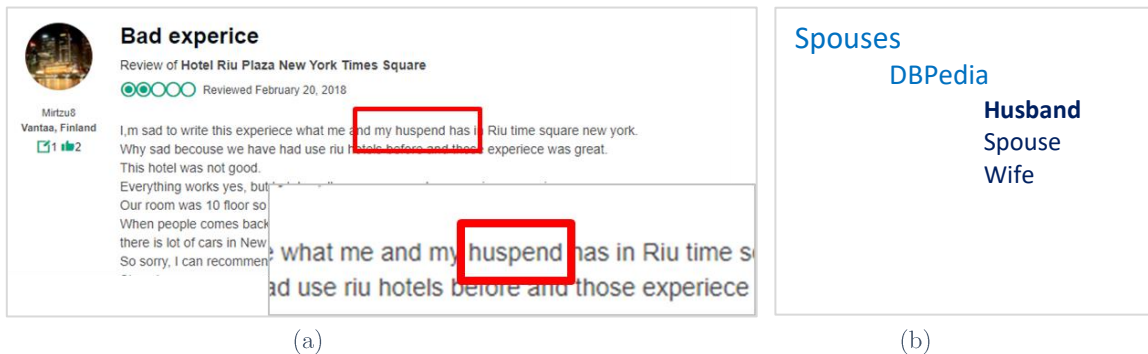 Bad experice
Review of Hotel Riu Plaza New York Times Square
Reviewed February 20, 2018
Mirtzu8
Vantaa, Finland
1 2
I,m sad to write this experiece what me and my huspend has in Riu time square new york.
Why sad becouse we have had use riu hotels before and those experiece was great.
This hotel was not good.
Everything works yes, but
Our room was 10 floor so
When people comes back
there is lot of cars in New
So sorry, I can recommen
what me and my huspend has in Riu time s
ad use riu hotels before and those experiece
(a)
Spouses
DBPedia
Husband
Spouse
Wife
(b)